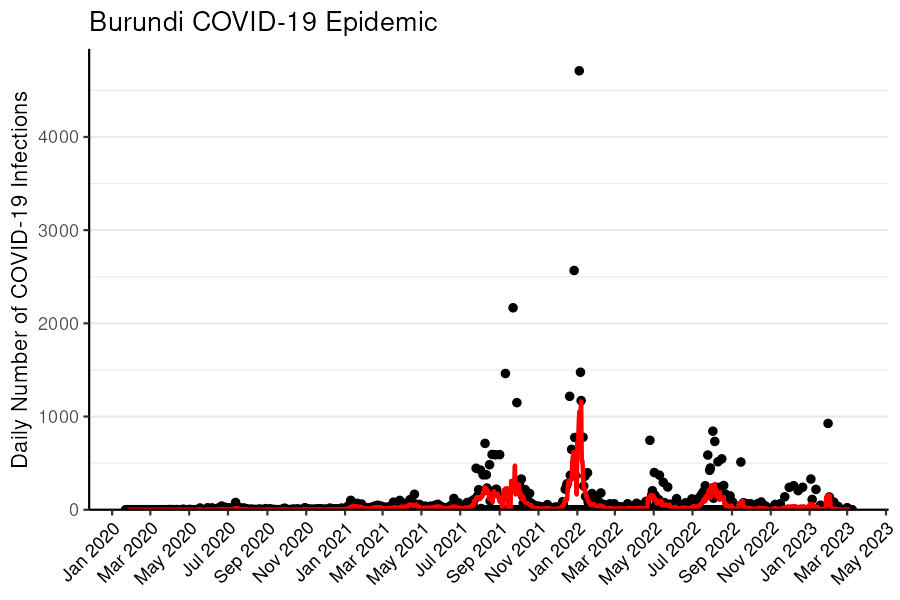 Burundi COVID-19 Epidemic
Daily Number of COVID-19 Infections
4000
3000
2000
1000
0
Jan 2020
Mar 2020
May 2020
Jul 2020
Sep 2020
Nov 2020
Jan 2021
Mar 2021
May 2021
Jul 2021
Sep 2021
Nov 2021
Jan 2022
Mar 2022
May 2022
Jul 2022
Sep 2022
Nov 2022
Jan 2023
Mar 2023
May 2023